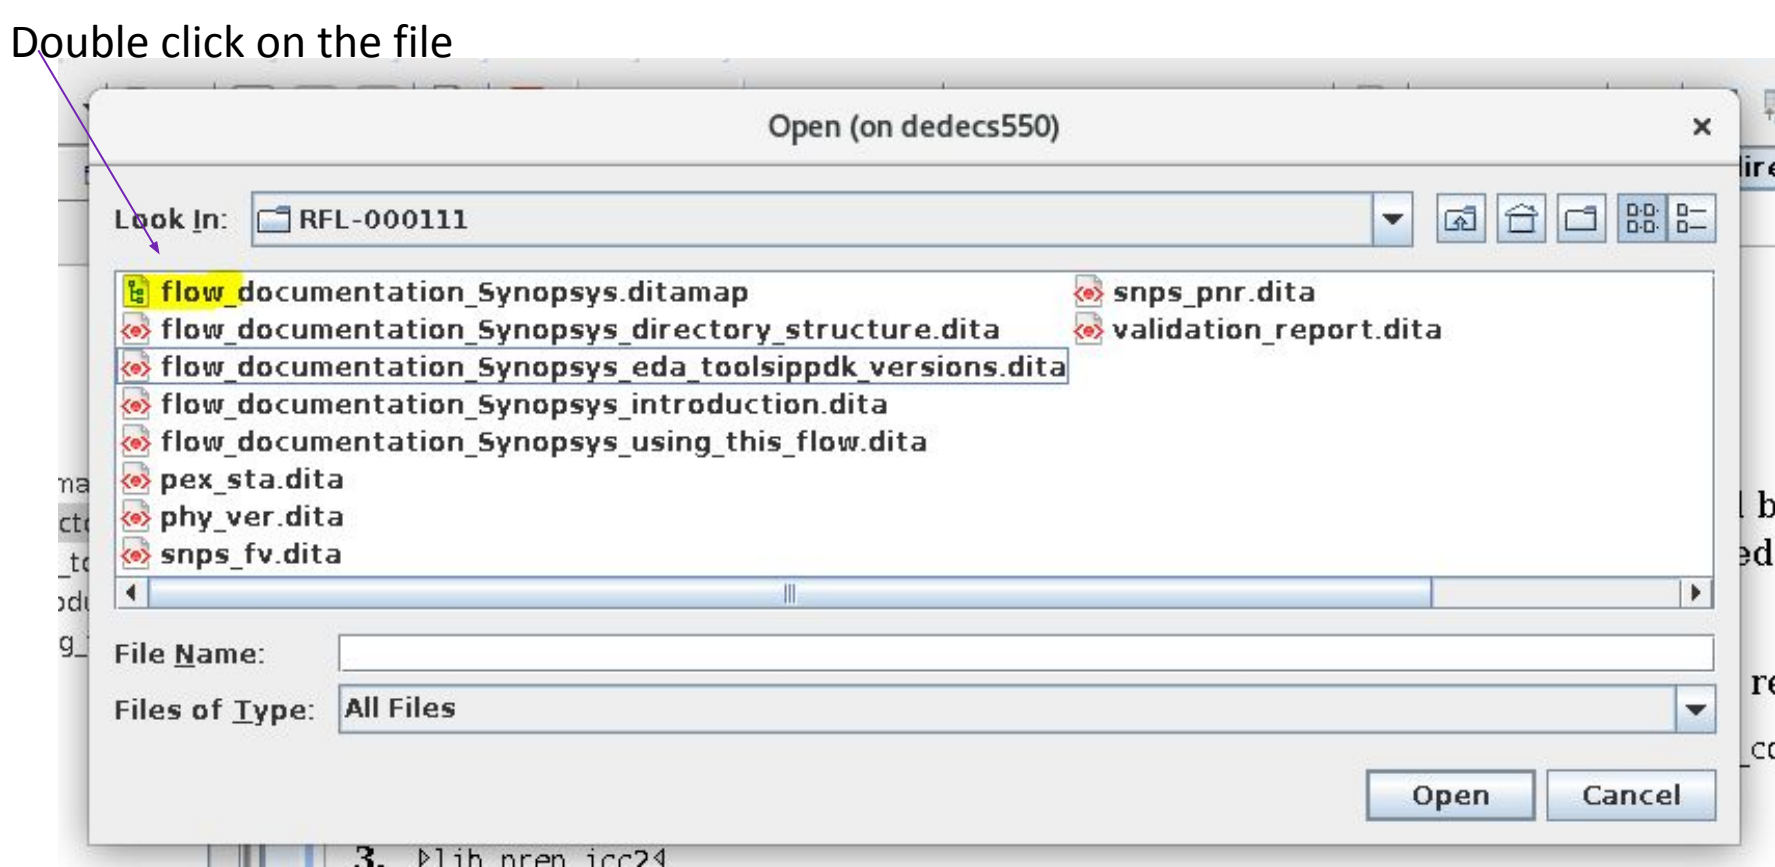 Double click on the file
Open (on dedecs550)
Look In: RFL-000111
flow_documentation_Synopsys.ditamap
flow_documentation_Synopsys_directory_structure.dita
flow_documentation_Synopsys_eda_toolsippdk_versions.dita
flow_documentation_Synopsys_introduction.dita
flow_documentation_Synopsys_using_this_flow.dita
pex_sta.dita
phy_ver.dita
snps_fv.dita
snps_pnr.dita
validation_report.dita
File Name:
Files of Type: All Files
Open Cancel
3. lib_prep_icc2